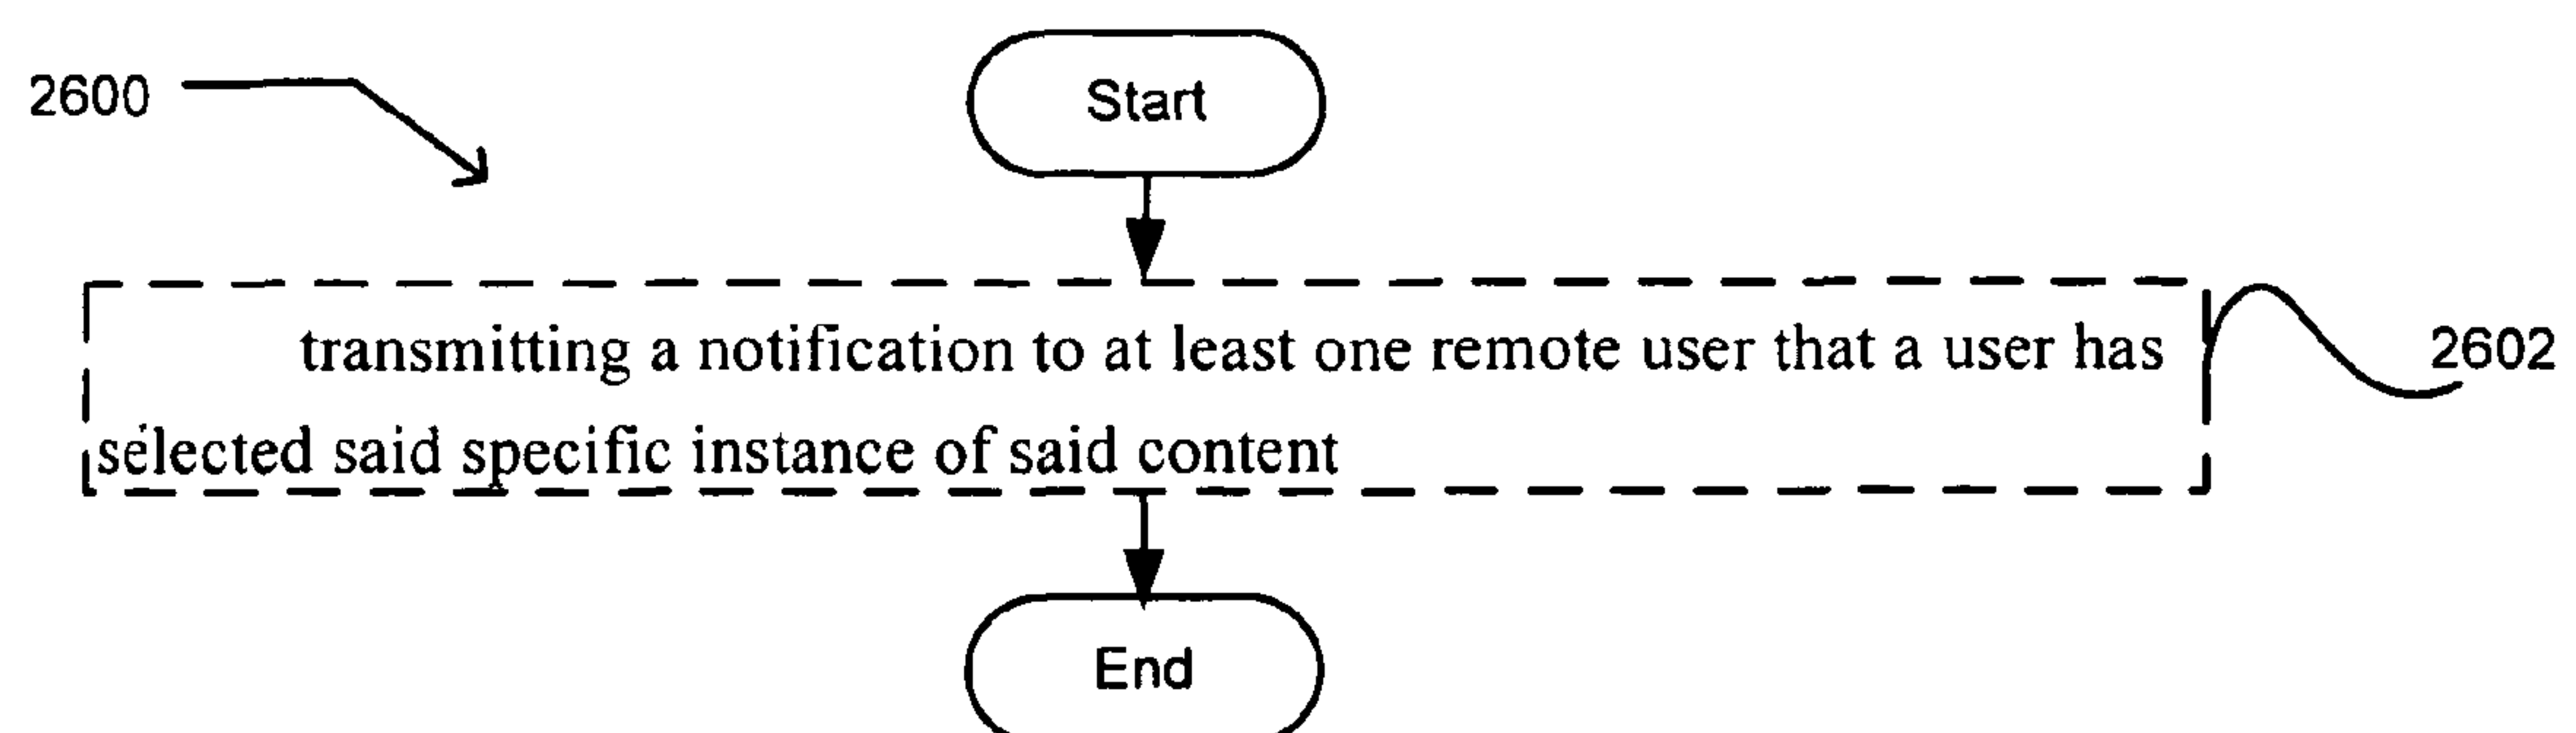 2600
Start
transmitting a notification to at least one remote user that a user has
selected said specific instance of said content
2602
End